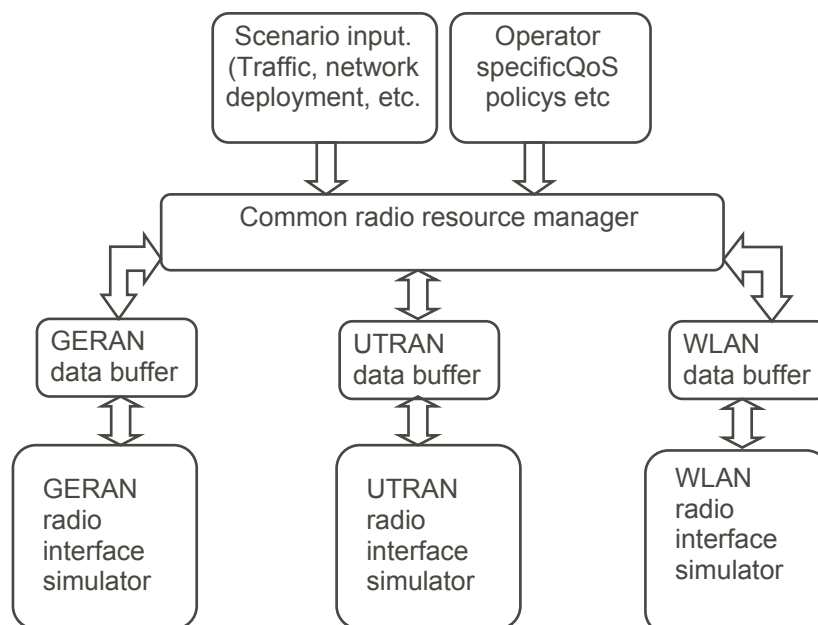 Scenario input.
(Traffic, network
deployment, etc.
Operator
specificQoS
policys etc
Common radio resource manager
GERAN
data buffer
UTRAN
data buffer
WLAN
data buffer
GERAN
radio
interface
simulator
UTRAN
radio
interface
simulator
WLAN
radio
interface
simulator